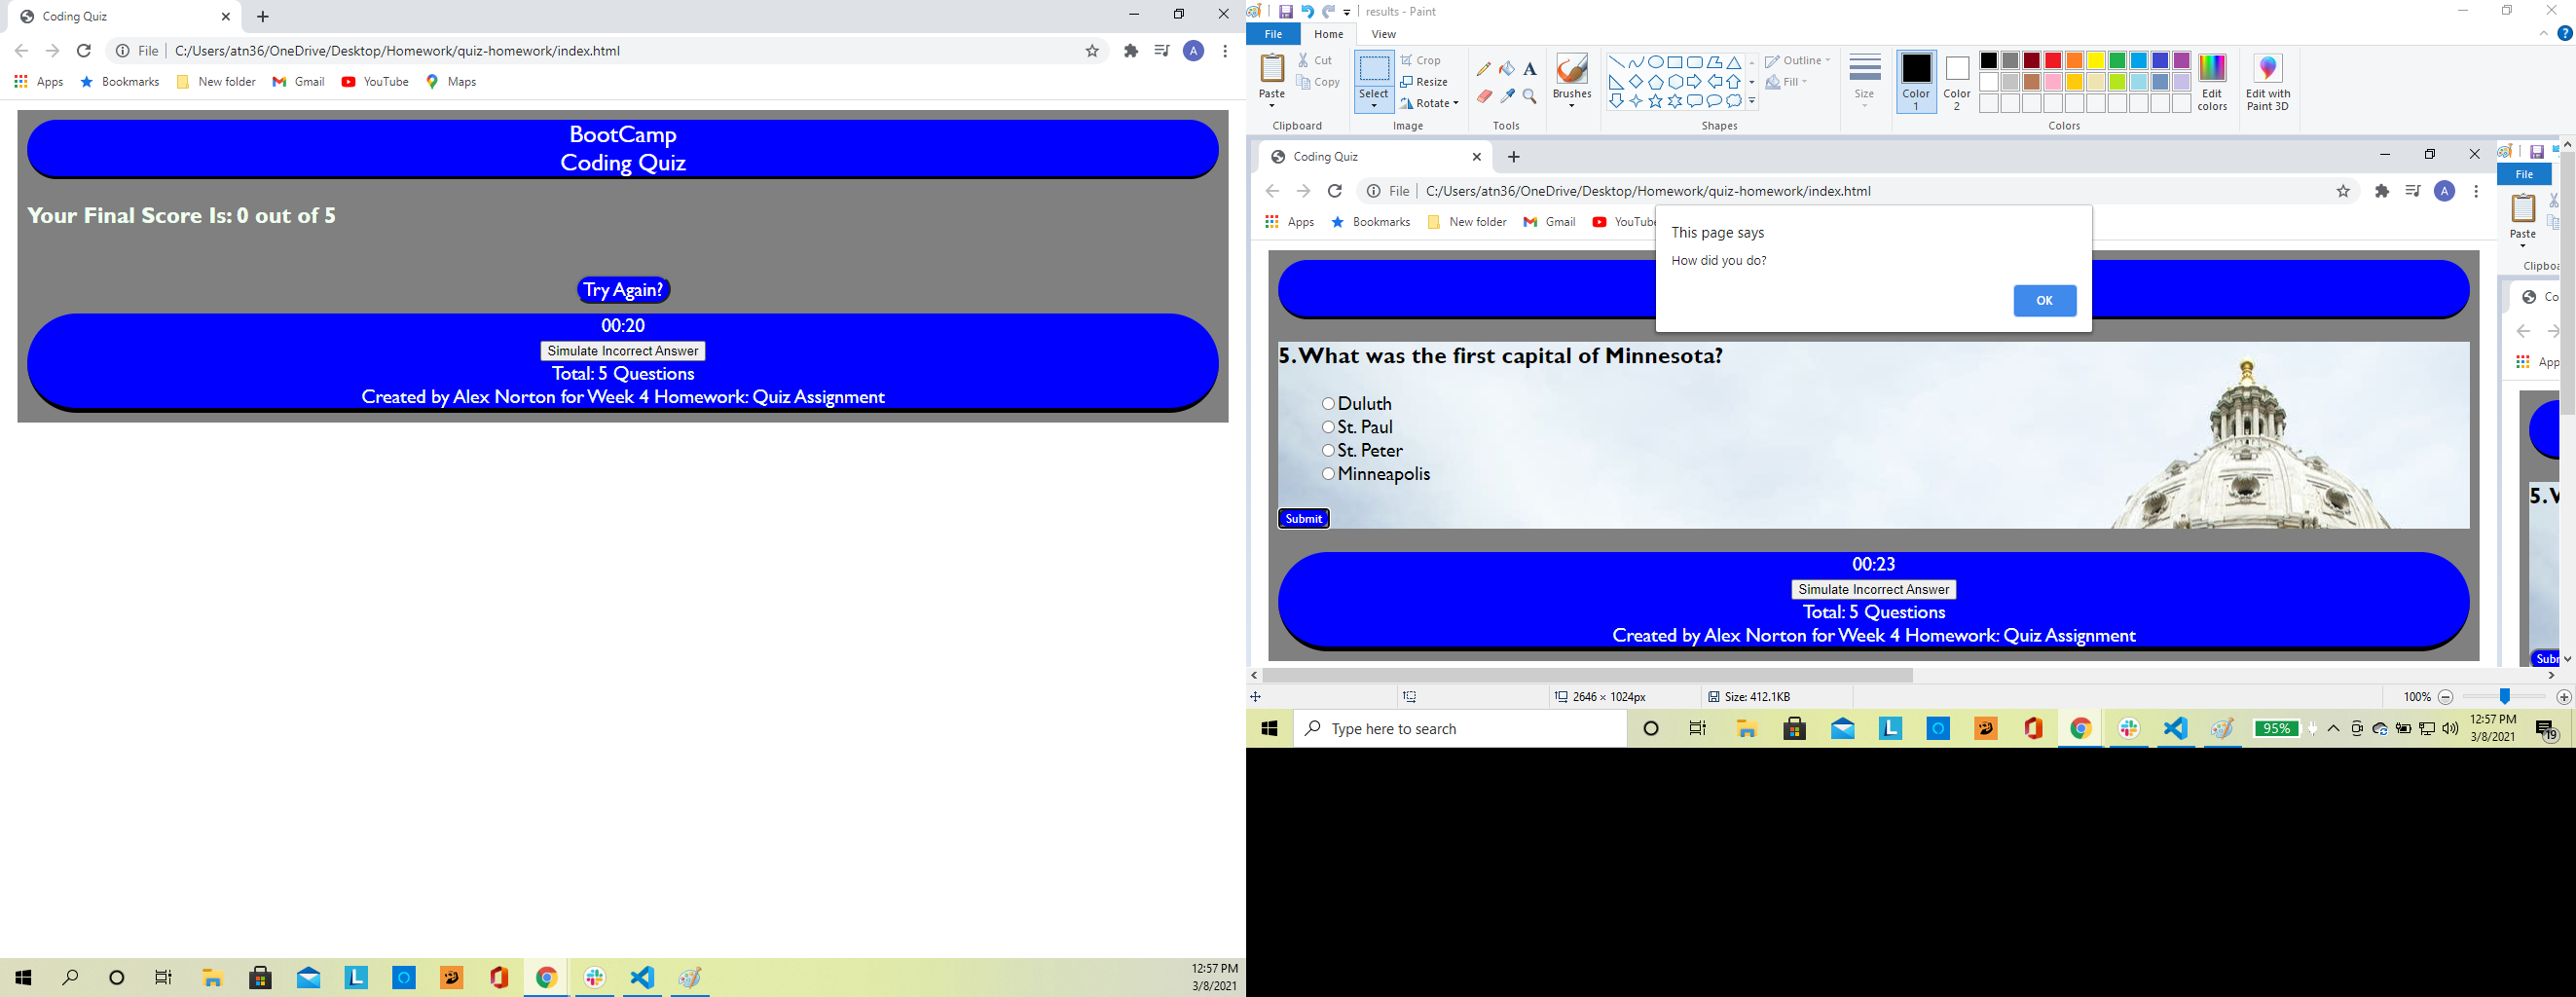 Coding Quiz
File C:/Users/atn36/OneDrive/Desktop/Homework/quiz-homework/index.html
A
Apps Bookmarks New folder Gmail YouTube Maps
BootCamp
Coding Quiz
Your Final Score Is: 0 out of 5
Try Again?
00:20
Simulate Incorrect Answer
Total: 5 Questions
Created by Alex Norton for Week 4 Homework: Quiz Assignment
12:57 PM
3/8/2021
results - Paint
File Home View
Paste
Cut
Copy
Clipboard
Select
Crop
Resize
Rotate
Image
A
Tools
Brushes
Outline
Fill
Shapes
Size
Color
1
Color
2
Edit
colors
Edit with
Paint 3D
Colors
Coding Quiz
File C:/Users/atn36/OneDrive/Desktop/Homework/quiz-homework/index.html
A
Apps Bookmarks New folder Gmail YouTube
This page says
How did you do?
OK
5. What was the first capital of Minnesota?
Duluth
St. Paul
St. Peter
Minneapolis
Submit
00:23
Simulate Incorrect Answer
Total: 5 Questions
Created by Alex Norton for Week 4 Homework: Quiz Assignment
File
Paste
Clipboa
Co
App
5. V
Subr
2646 × 1024px
Size: 412.1KB
100%
Type here to search
95%
12:57 PM
3/8/2021
19